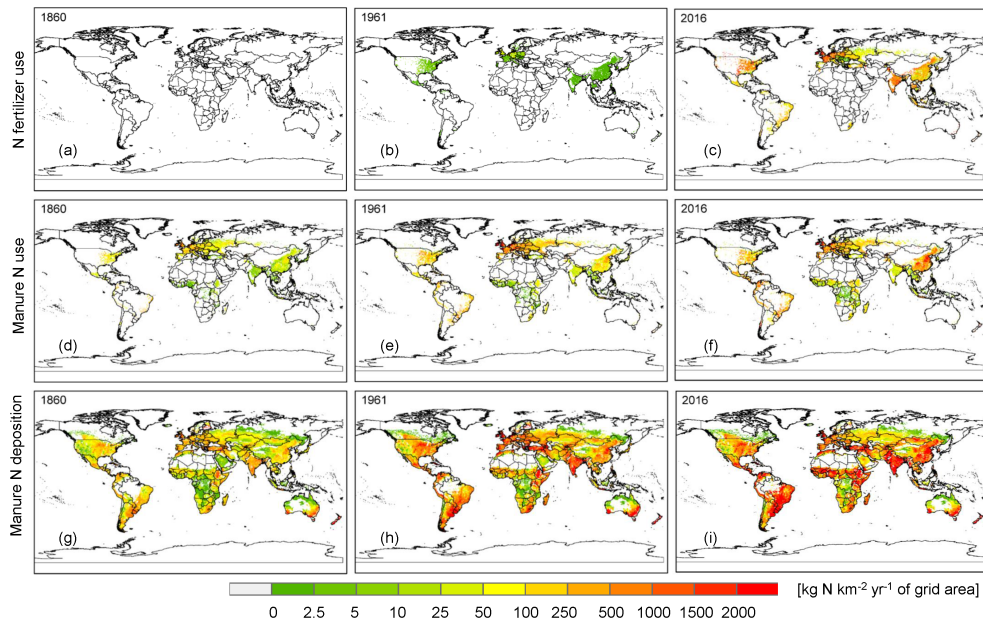 1860 1961 2016
N fertilizer use
(a) (b) (c)
1860 1961 2016
Manure N use
(d) (e) (f)
1860 1961 2016
Manure N deposition
(g) (h) (i)
[kg N km-2 yr-1 of grid area]
0 2.5 5 10 25 50 100 250 500 1000 1500 2000